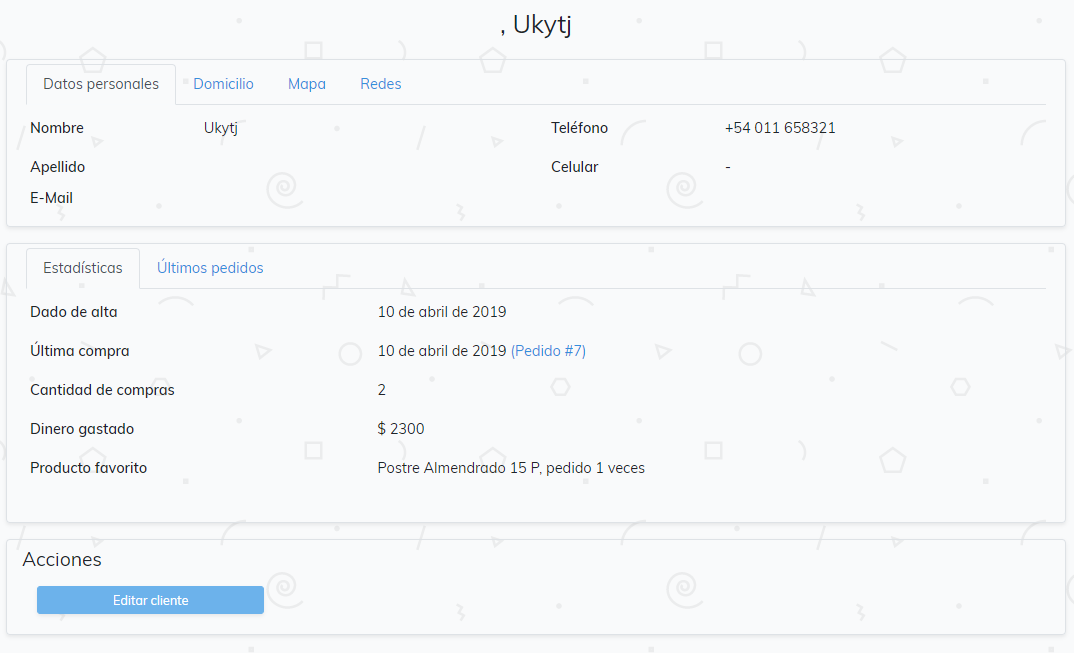 , Ukytj
Datos personales Domicilio Mapa Redes
Nombre Ukytj Teléfono +54 011 658321
Apellido Celular -
E-Mail
Estadísticas Últimos pedidos
Dado de alta 10 de abril de 2019
Última compra 10 de abril de 2019 (Pedido #7)
Cantidad de compras 2
Dinero gastado $ 2300
Producto favorito Postre Almendrado 15 P, pedido 1 veces
Acciones
Editar cliente